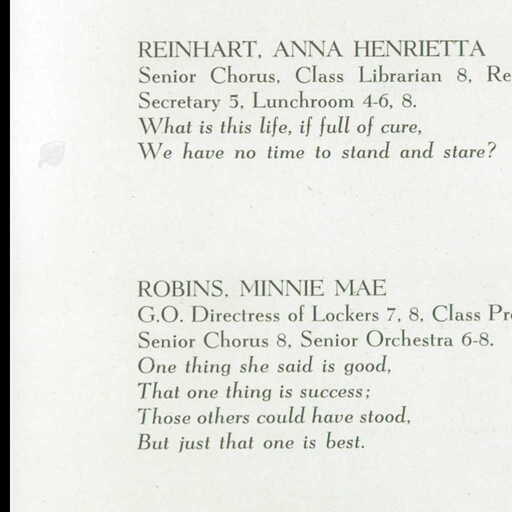 REINHART, ANNA HENRIETTA
Senior Chorus, Class Librarian 8, Re
Secretary 5, Lunchroom 4-6, 8.
What is this life, if full of cure,
We have no time to stand and stare?
ROBINS, MINNIE MAE
G.O. Directress of Lockers 7, 8, Class Pr
Senior Chorus 8, Senior Orchestra 6-8.
One thing she said is good,
That one thing is success;
Those others could have stood,
But just that one is best.